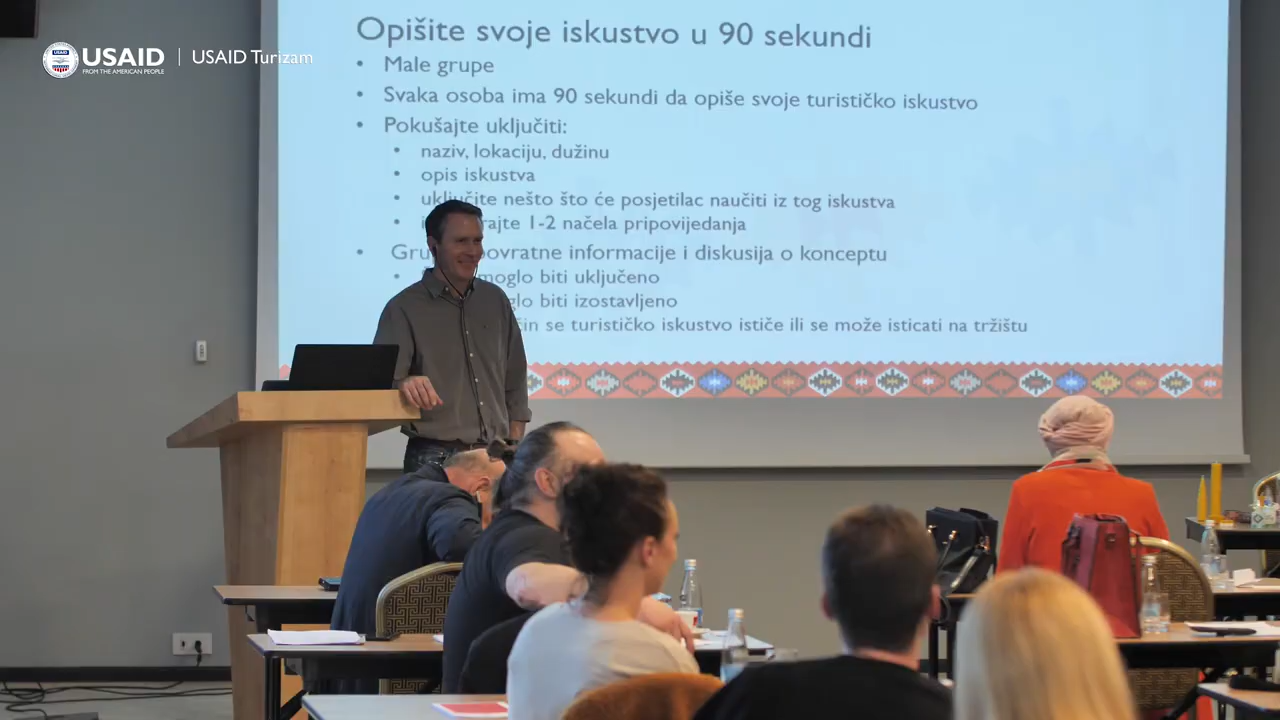 USAID
FROM THE AMERICAN PEOPLE
USAID Turizam
Opišite svoje iskustvo u 90 sekundi
• Male grupe
• Svaka osoba ima 90 sekundi da opiše svoje turističko iskustvo
• Pokušajte uključiti:
• naziv, lokaciju, dužinu
• opis iskustva
• uključite nešto što će posjetilac naučiti iz tog iskustva
• 1-2 načela pripovijedanja
• povratne informacije i diskusija o konceptu
• moglo biti uključeno
biti izostavljeno
se turističko iskustvo ističe ili se može isticati na tržištu